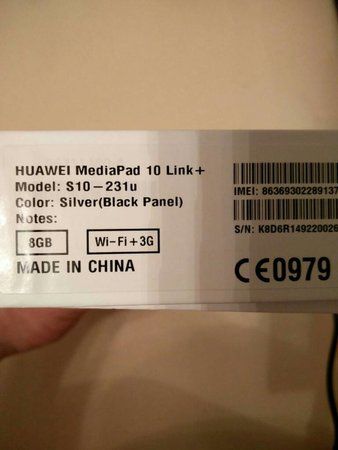 HUAWEI MediaPad 10 Link+
Model: S10-231u
Color: Silver(Black Panel)
Notes:
8GB Wi-Fi+3G
MADE IN CHINA
IMEI: 86369302289137
S/N: K8D6R149220026
CE0979